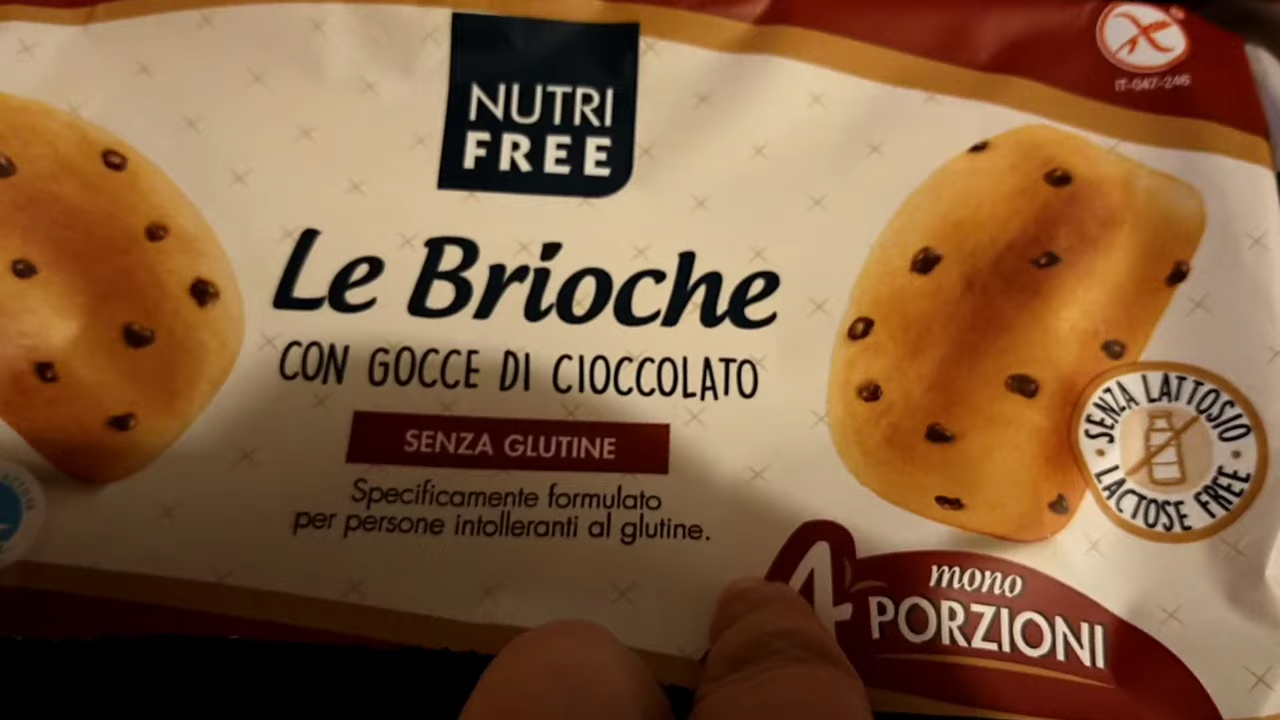 NUTRI
FREE
IT-047-246
Le Brioche
CON GOCCE DI CIOCCOLATO
SENZA GLUTINE
Specificamente formulato
per persone intolleranti al glutine.
SENZA LATTOSIO
LACTOSE FREE
4
mono
PORZIONI